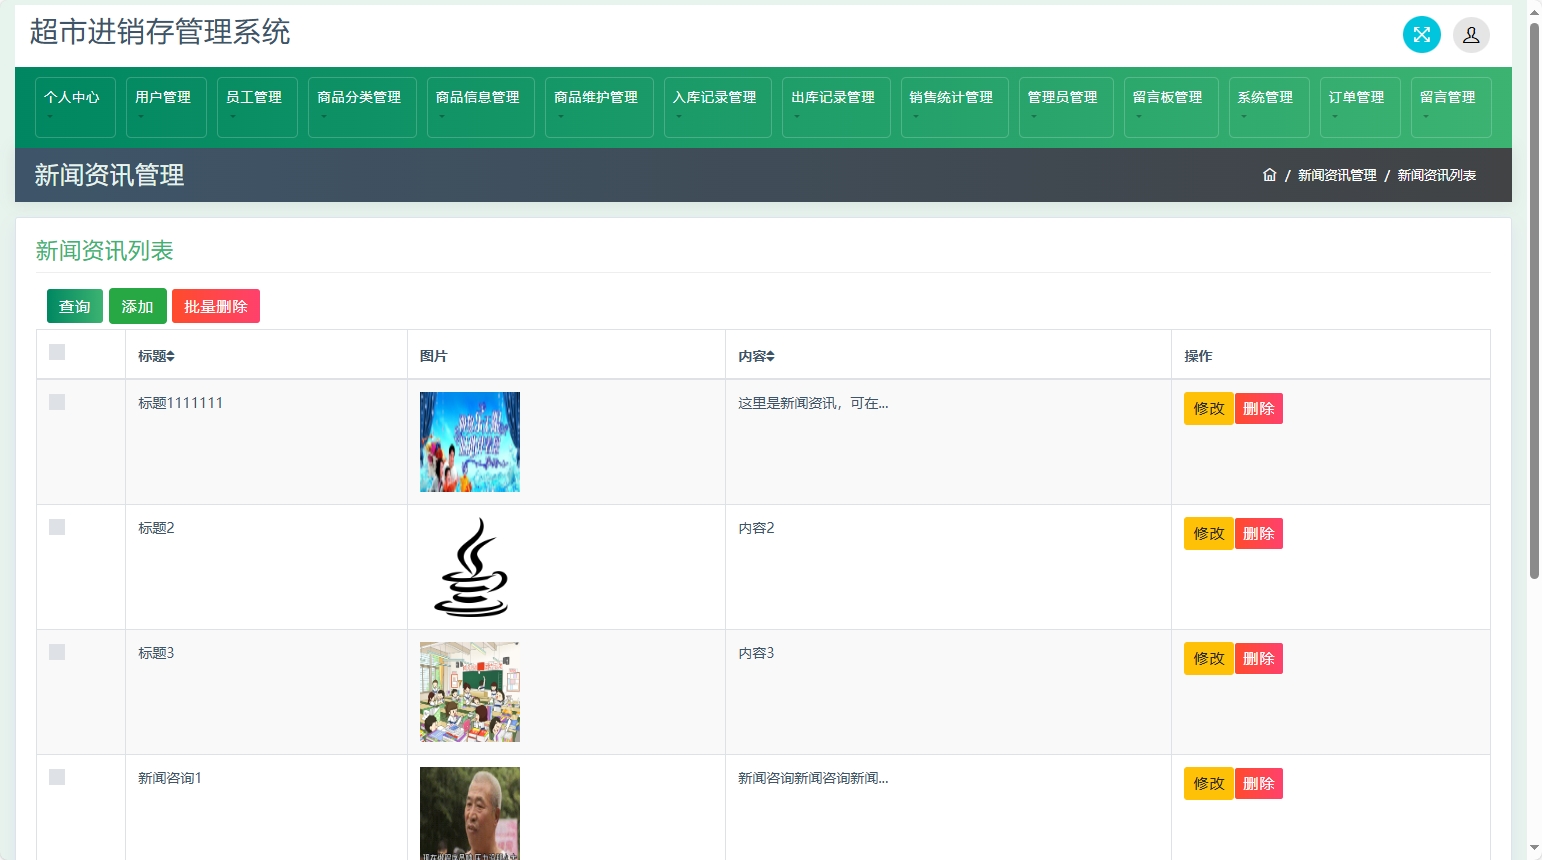 超市进销存管理系统
个人中心 用户管理 员工管理 商品分类管理 商品信息管理 商品维护管理 入库记录管理 出库记录管理 销售统计管理 管理员管理 留言板管理 系统管理 订单管理 留言管理
新闻资讯管理
/ 新闻资讯管理 / 新闻资讯列表
新闻资讯列表
查询 添加 批量删除
标题 图片 内容 操作
标题1111111 这里是新闻资讯，可在... 修改 删除
标题2 内容2 修改 删除
标题3 内容3 修改 删除
新闻咨询1 新闻咨询新闻咨询新闻... 修改 删除